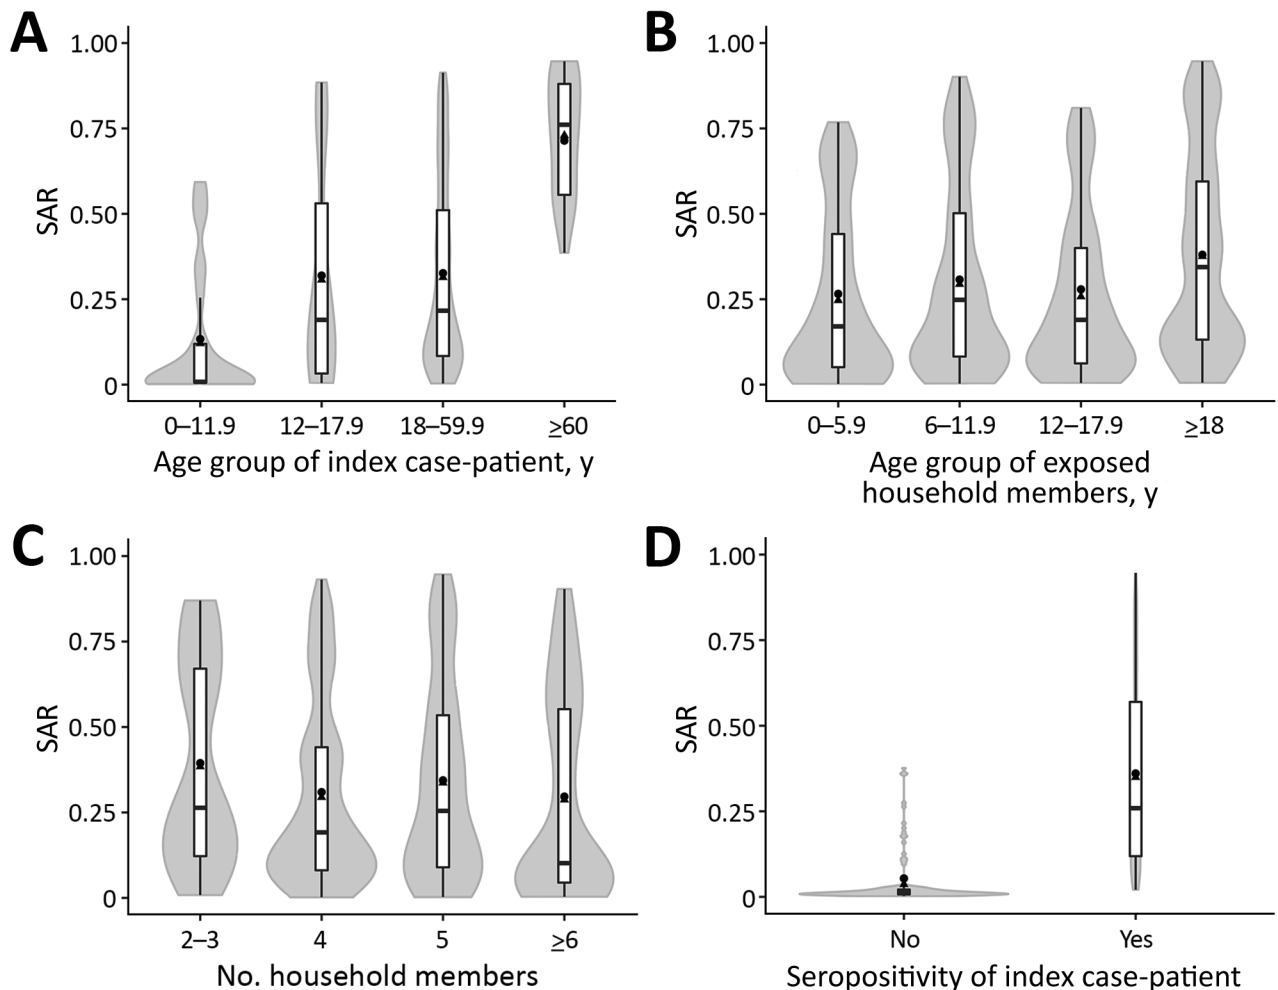 A
1.00
0.75
0.50
0.25
0
SAR
0–11.9 12–17.9 18–59.9 ≥60
Age group of index case-patient, y
B
1.00
0.75
0.50
0.25
0
SAR
0–5.9 6–11.9 12–17.9 ≥18
Age group of exposed
household members, y
C
1.00
0.75
0.50
0.25
0
SAR
2–3 4 5 ≥6
No. household members
D
1.00
0.75
0.50
0.25
0
SAR
No Yes
Seropositivity of index case-patient